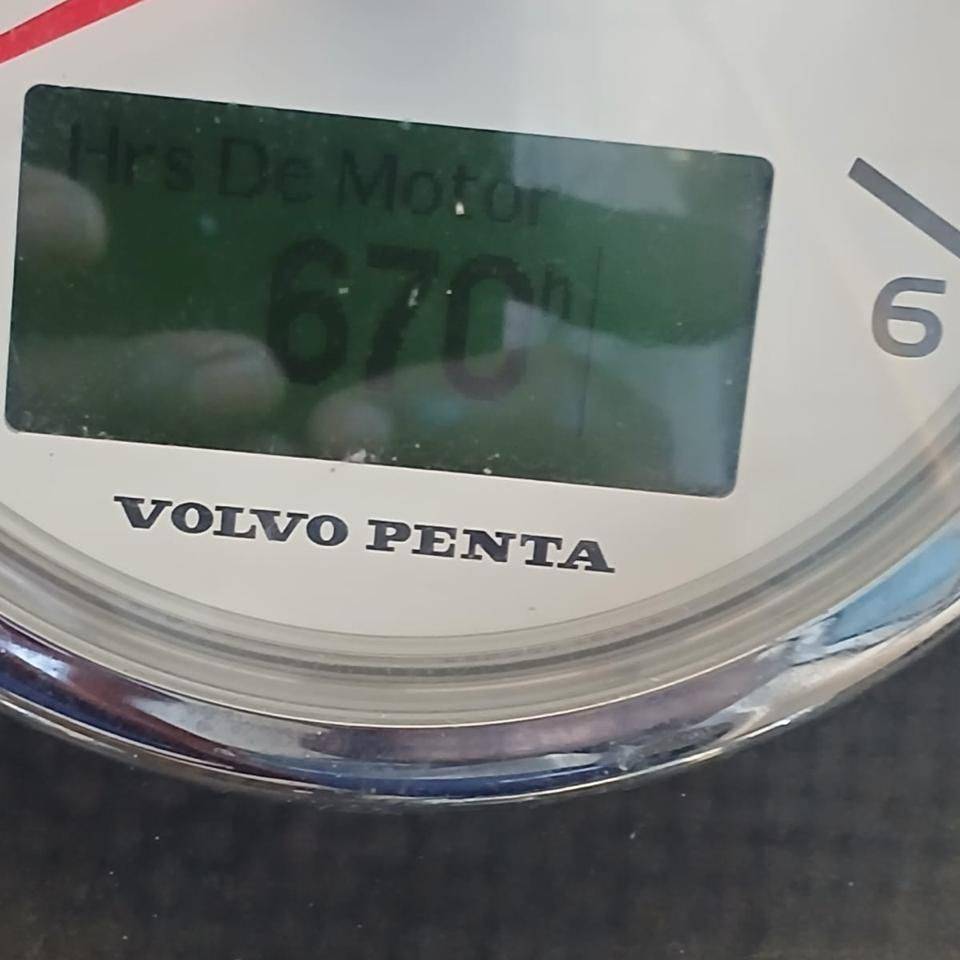 Hrs De Motor
670h
6
VOLVO PENTA